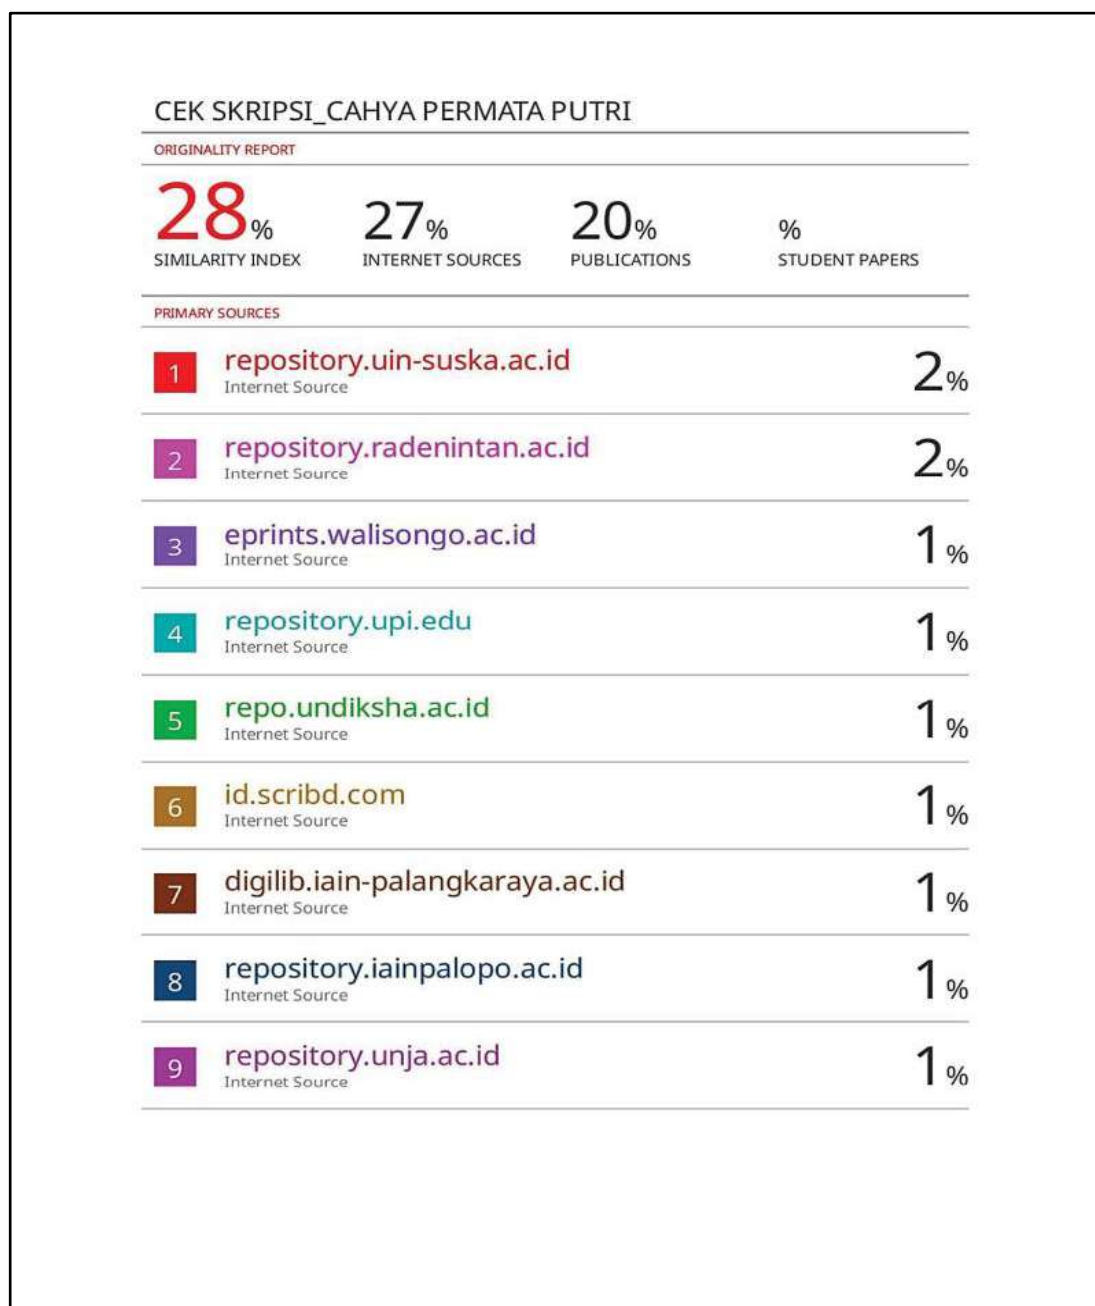 CEK SKRIPSI_CAHYA PERMATA PUTRI
ORIGINALITY REPORT
28% 27% 20% %
SIMILARITY INDEX INTERNET SOURCES PUBLICATIONS STUDENT PAPERS
PRIMARY SOURCES
1 repository.uin-suska.ac.id 2%
Internet Source
2 repository.radenintan.ac.id 2%
Internet Source
3 eprints.walisongo.ac.id 1%
Internet Source
4 repository.upi.edu 1%
Internet Source
5 repo.undiksha.ac.id 1%
Internet Source
6 id.scribd.com 1%
Internet Source
7 digilib.iain-palangkaraya.ac.id 1%
Internet Source
8 repository.iainpalopo.ac.id 1%
Internet Source
9 repository.unja.ac.id 1%
Internet Source